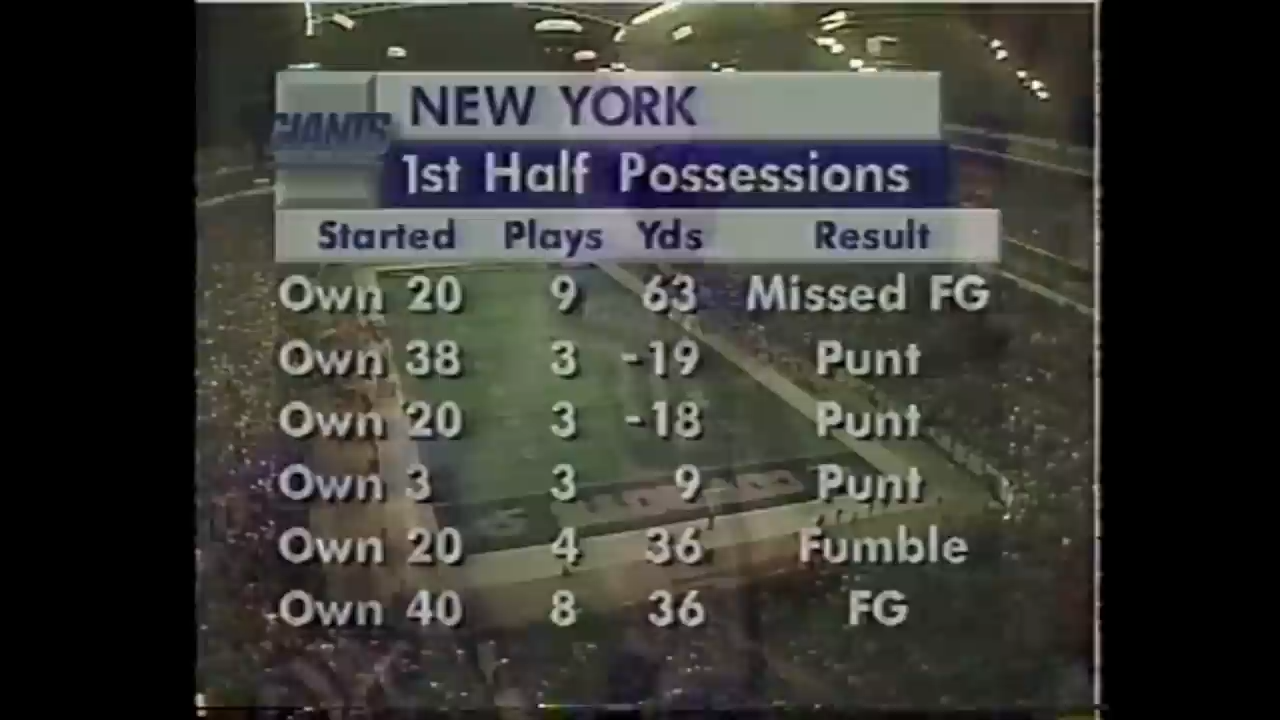 GIANTS
NEW YORK
1st Half Possessions
Started Plays Yds Result
Own 20 9 63 Missed FG
Own 38 3 -19 Punt
Own 20 3 -18 Punt
Own 3 3 9 Punt
Own 20 4 36 Fumble
Own 40 8 36 FG